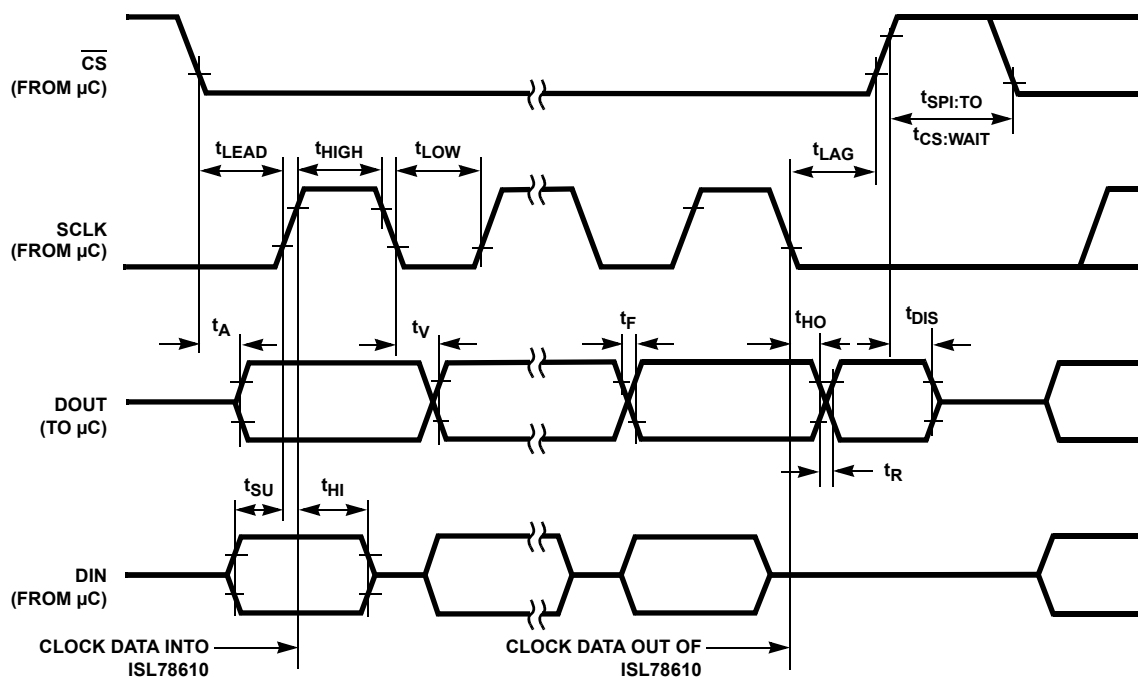 CS
(FROM µC)
tSPI:TO
tCS:WAIT
tLEAD
tHIGH
tLOW
tLAG
SCLK
(FROM µC)
tA
tV
tF
tHO
tDIS
DOUT
(TO µC)
tR
tSU
tHI
DIN
(FROM µC)
CLOCK DATA INTO
ISL78610
CLOCK DATA OUT OF
ISL78610